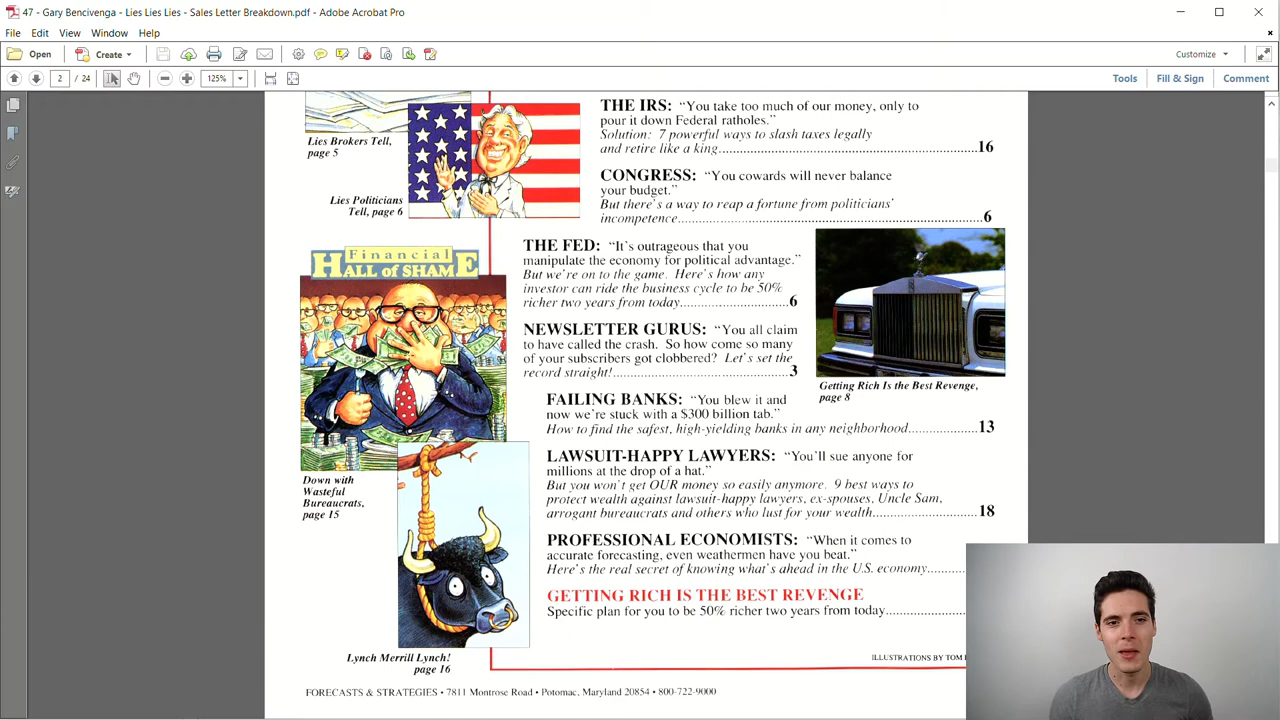 47 - Gary Bencivenga - Lies Lies Lies - Sales Letter Breakdown.pdf - Adobe Acrobat Pro
File Edit View Window Help
Open Create Customize
2 / 24 125% Tools Fill & Sign Comment
Lies Brokers Tell,
page 5
Lies Politicians
Tell, page 6
THE IRS: “You take too much of our money, only to
pour it down Federal ratholes.”
Solution: 7 powerful ways to slash taxes legally
and retire like a king...16
CONGRESS: “You cowards will never balance
your budget.”
But there's a way to reap a fortune from politicians'
incompetence...6
Financial
HALL of SHAME
THE FED: “It's outrageous that you
manipulate the economy for political advantage.”
But we're on to the game. Here's how any
investor can ride the business cycle to be 50%
richer two years from today...6
NEWSLETTER GURUS: “You all claim
to have called the crash. So how come so many
of your subscribers got clobbered? Let's set the
record straight!...3
Getting Rich Is the Best Revenge,
page 8
FAILING BANKS: “You blew it and
now we're stuck with a $300 billion tab.”
How to find the safest, high-yielding banks in any neighborhood...13
LAWSUIT-HAPPY LAWYERS: “You'll sue anyone for
millions at the drop of a hat.”
But you won't get OUR money so easily anymore. 9 best ways to
protect wealth against lawsuit-happy lawyers, ex-spouses, Uncle Sam,
arrogant bureaucrats and others who lust for your wealth...18
Down with
Wasteful
Bureaucrats,
page 15
PROFESSIONAL ECONOMISTS: “When it comes to
accurate forecasting, even weathermen have you beat.”
Here's the real secret of knowing what's ahead in the U.S. economy...
GETTING RICH IS THE BEST REVENGE
Specific plan for you to be 50% richer two years from today...
Lynch Merrill Lynch!
page 16
ILLUSTRATIONS BY TOM
FORECASTS & STRATEGIES • 7811 Montrose Road • Potomac, Maryland 20854 • 800-722-9000